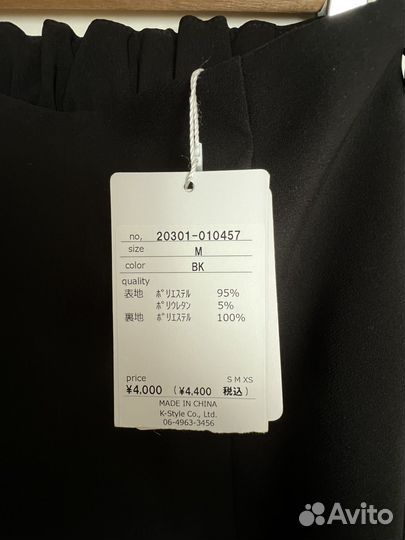 no, 20301-010457
size M
color BK
quality
表地 ﾎﾟﾘｴｽﾃﾙ 95%
ﾎﾟﾘｳﾚﾀﾝ 5%
裏地 ﾎﾟﾘｴｽﾃﾙ 100%
price S M XS
¥4,000 (¥4,400 税込)
MADE IN CHINA
K-Style Co., Ltd.
06-4963-3456
Avito